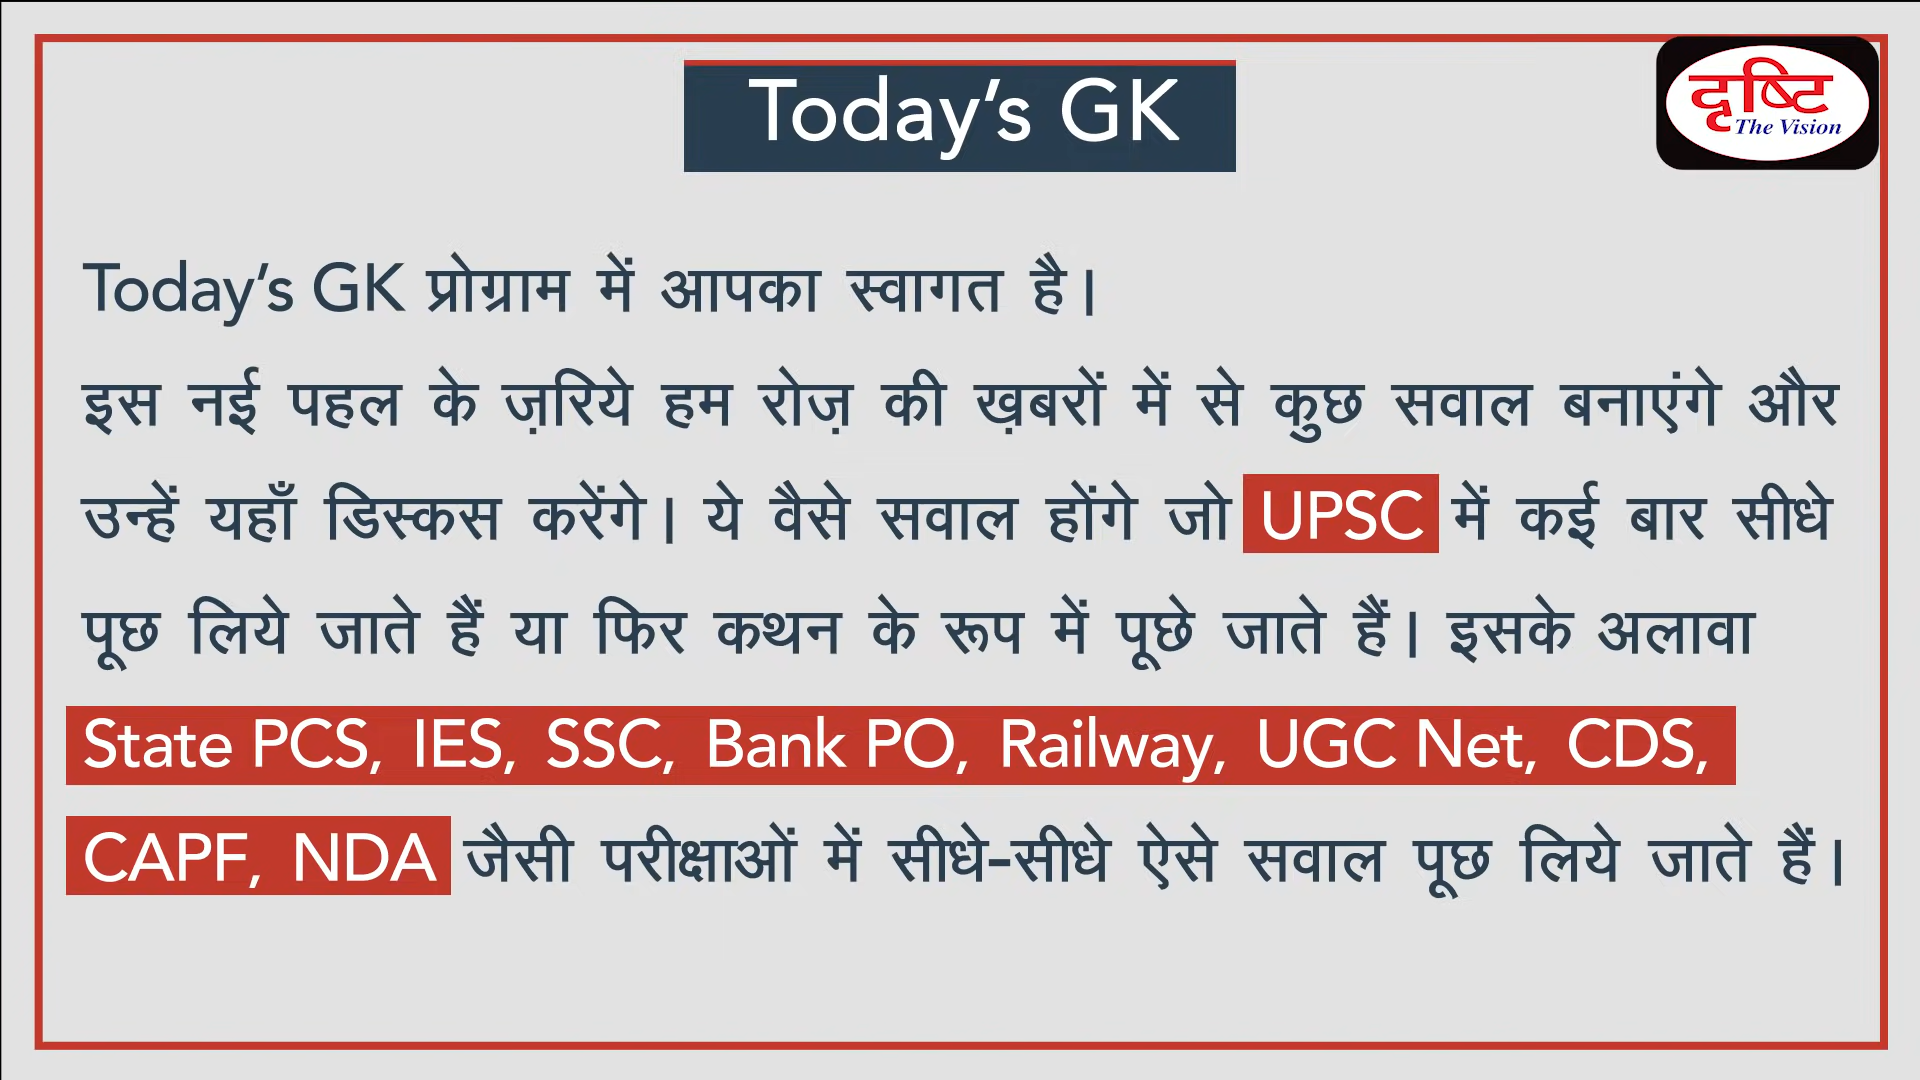 Today's GK
दृष्टि
The Vision
Today's GK प्रोग्राम में आपका स्वागत है।
इस नई पहल के ज़रिये हम रोज़ की ख़बरों में से कुछ सवाल बनाएंगे और
उन्हें यहाँ डिस्कस करेंगे। ये वैसे सवाल होंगे जो UPSC में कई बार सीधे
पूछ लिये जाते हैं या फिर कथन के रूप में पूछे जाते हैं। इसके अलावा
State PCS, IES, SSC, Bank PO, Railway, UGC Net, CDS,
CAPF, NDA जैसी परीक्षाओं में सीधे-सीधे ऐसे सवाल पूछ लिये जाते हैं।